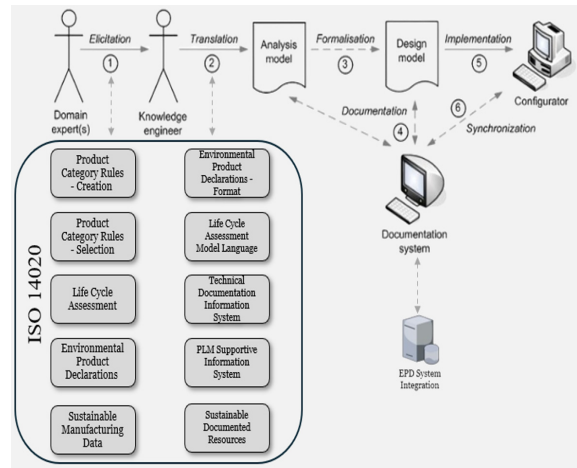 Elicitation
Translation
Formalisation
Implementation
1
2
3
5
Analysis
model
Design
model
Domain
expert(s)
Knowledge
engineer
Configurator
Documentation
4
6
Synchronization
Documentation
system
EPD System
Integration
ISO 14020
Product
Category Rules
- Creation
Environmental
Product
Declarations -
Format
Product
Category Rules
- Selection
Life Cycle
Assessment
Model Language
Life Cycle
Assessment
Technical
Documentation
Information
System
Environmental
Product
Declarations
PLM Supportive
Information
System
Sustainable
Manufacturing
Data
Sustainable
Documented
Resources